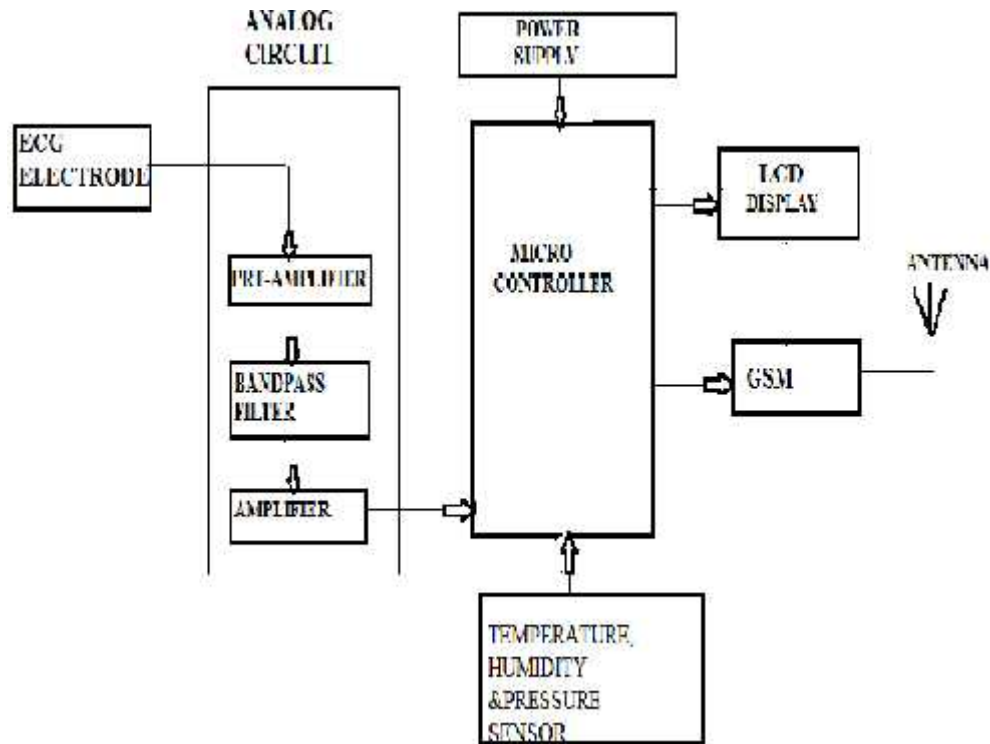 ANALOG
CIRCUIT
POWER
SUPPLY
ECG
ELECTRODE
LCD
DISPLAY
PRE-AMPLIFIER
MICRO
CONTROLLER
ANTENNA
BANDPASS
FILTER
GSM
AMPLIFIER
TEMPERATURE,
HUMIDITY
&PRESSURE
SENSOR